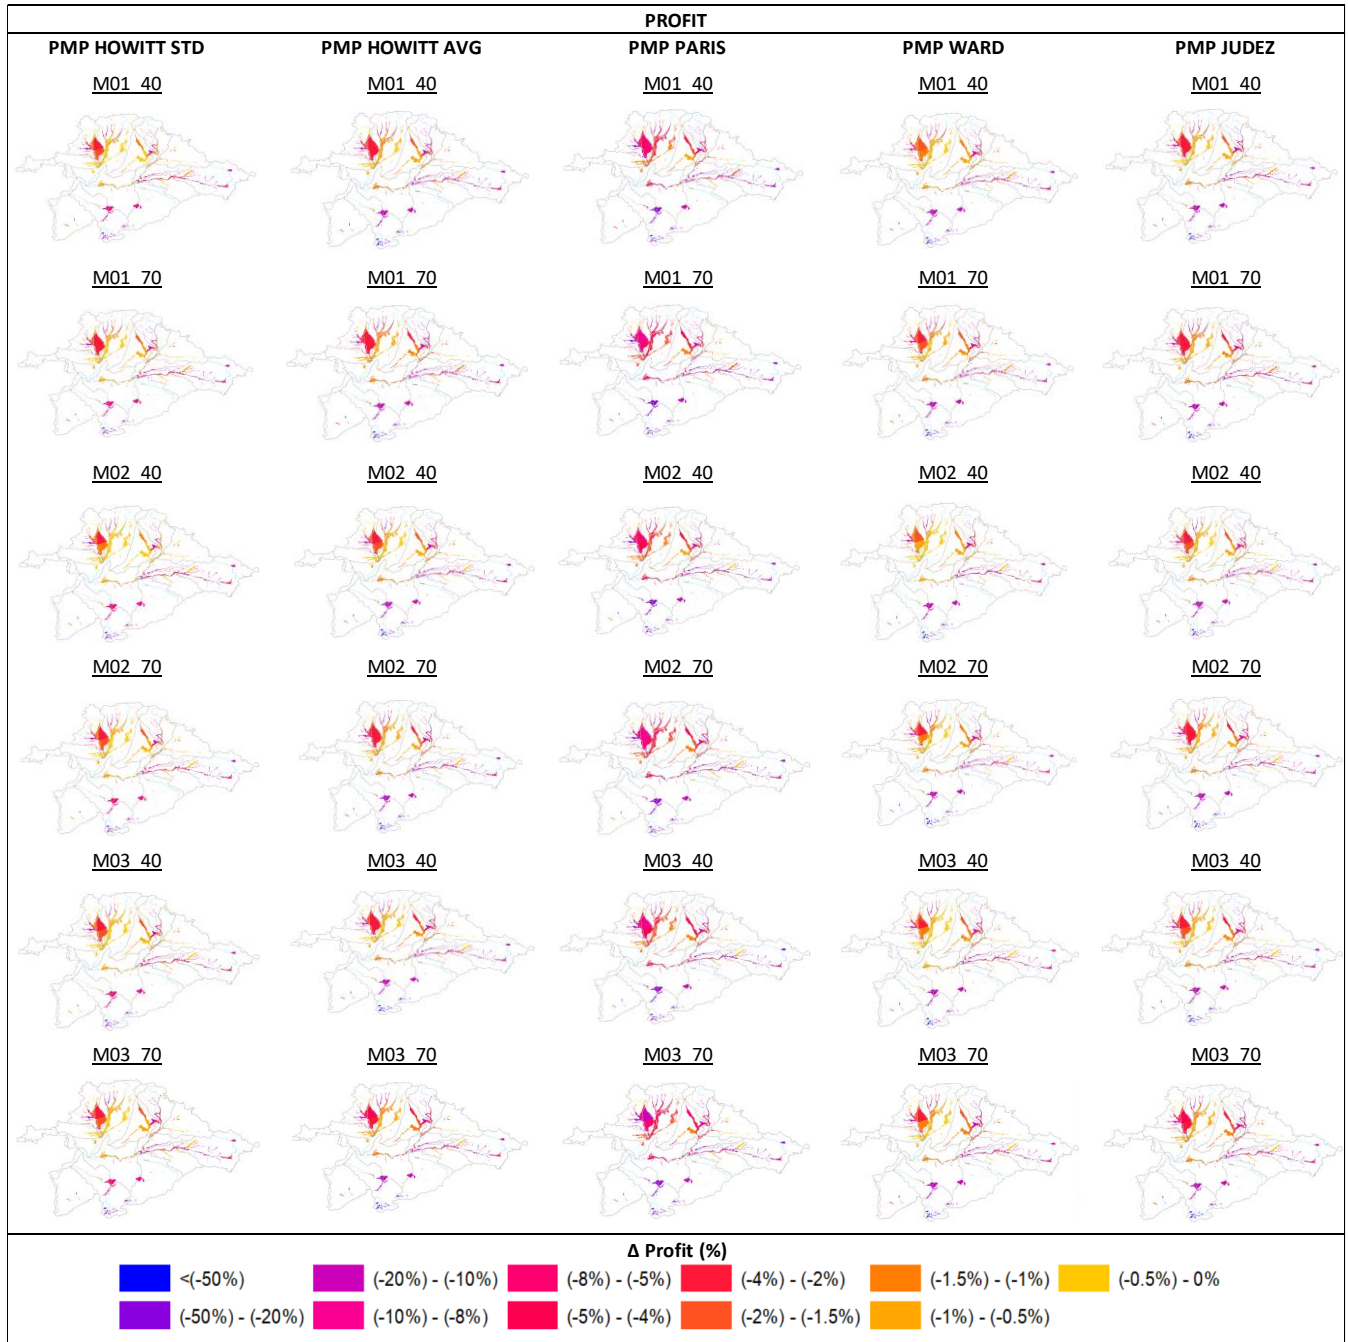 PROFIT
PMP HOWITT STD PMP HOWITT AVG PMP PARIS PMP WARD PMP JUDEZ
M01_40 M01_40 M01_40 M01_40 M01_40
M01_70 M01_70 M01_70 M01_70 M01_70
M02_40 M02_40 M02_40 M02_40 M02_40
M02_70 M02_70 M02_70 M02_70 M02_70
M03_40 M03_40 M03_40 M03_40 M03_40
M03_70 M03_70 M03_70 M03_70 M03_70
Δ Profit (%)
<(-50%) (-20%) - (-10%) (-8%) - (-5%) (-4%) - (-2%) (-1.5%) - (-1%) (-0.5%) - 0%
(-50%) - (-20%) (-10%) - (-8%) (-5%) - (-4%) (-2%) - (-1.5%) (-1%) - (-0.5%)